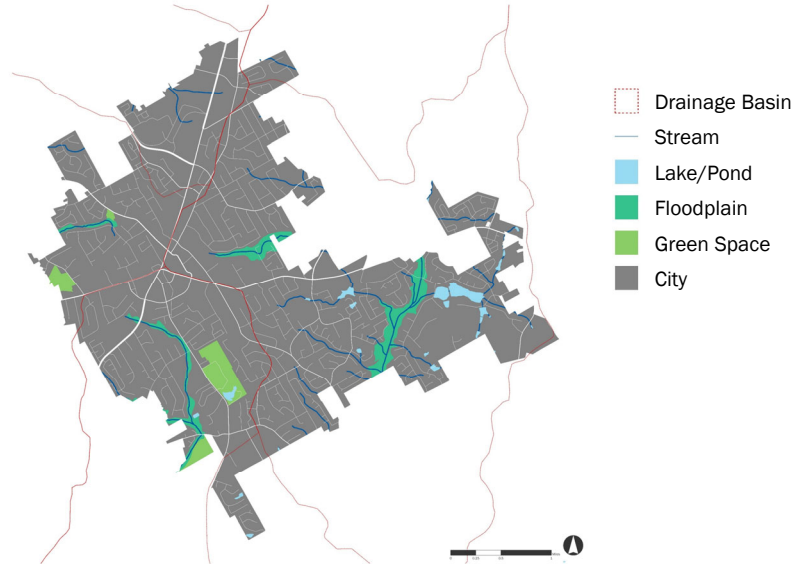 Drainage Basin
Stream
Lake/Pond
Floodplain
Green Space
City